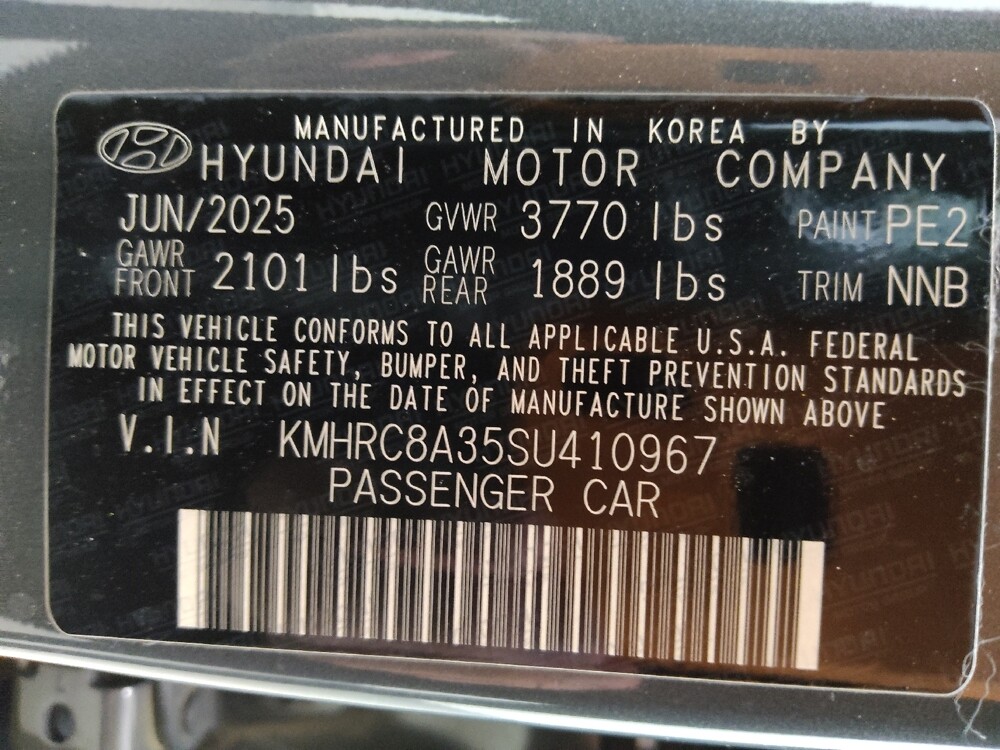 MANUFACTURED IN KOREA BY
HYUNDAI MOTOR COMPANY
JUN/2025 GVWR 3770 lbs PAINT PE2
GAWR FRONT 2101 lbs GAWR REAR 1889 lbs TRIM NNB
THIS VEHICLE CONFORMS TO ALL APPLICABLE U.S.A. FEDERAL
MOTOR VEHICLE SAFETY, BUMPER, AND THEFT PREVENTION STANDARDS
IN EFFECT ON THE DATE OF MANUFACTURE SHOWN ABOVE.
V.I.N KMHRC8A35SU410967
PASSENGER CAR